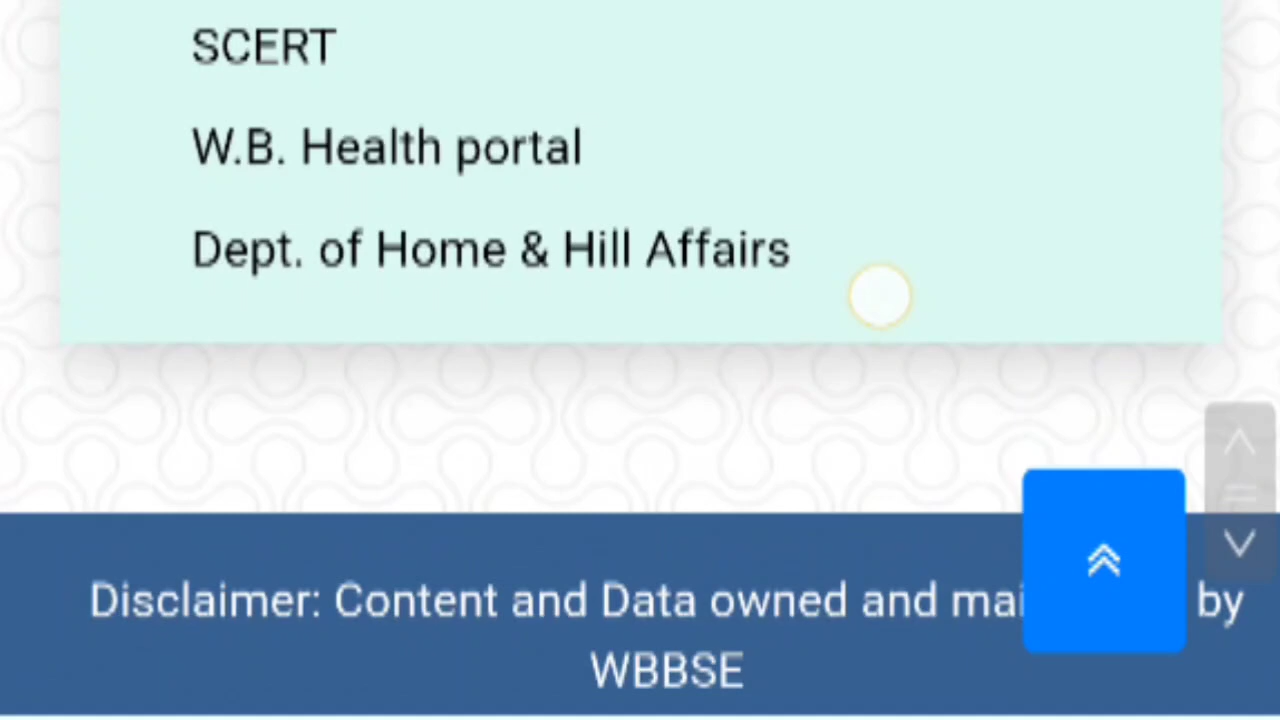 SCERT
W.B. Health portal
Dept. of Home & Hill Affairs
Disclaimer: Content and Data owned and mai by
WBBSE